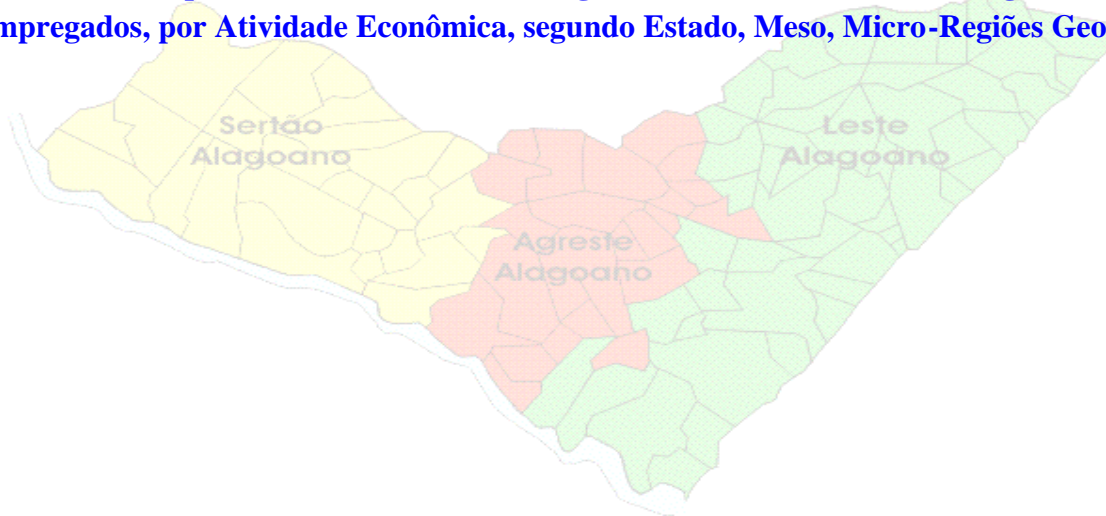 mpregados, por Atividade Econômica, segundo Estado, Meso, Micro-Regiões Geo
Sertão
Alagoano
Leste
Alagoano
Agreste
Alagoano